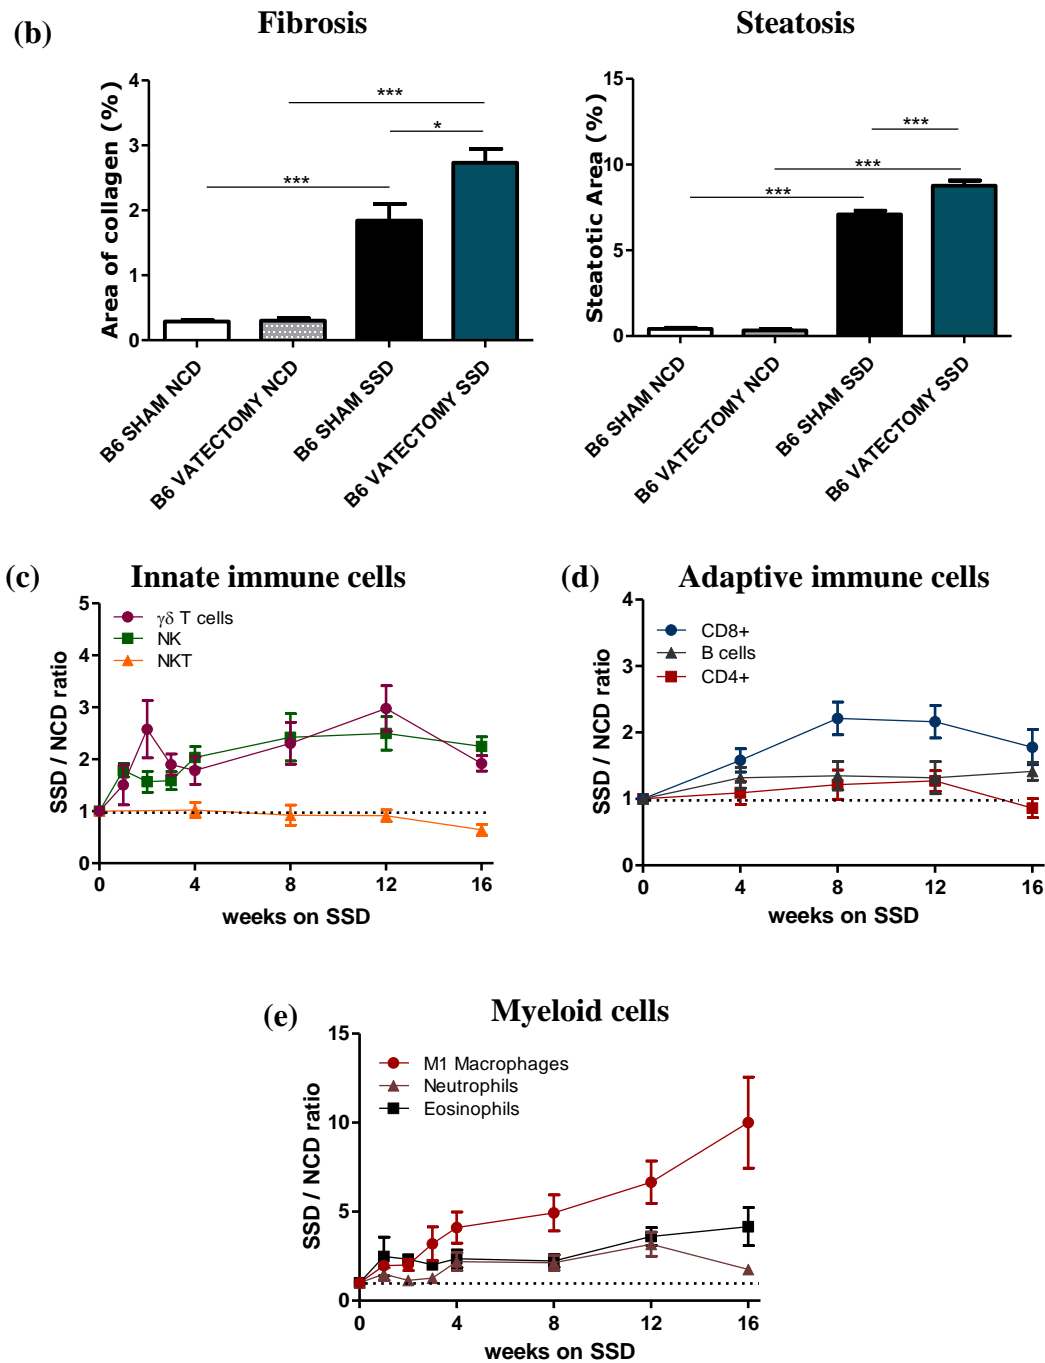 (b)
Fibrosis
Steatosis
Area of collagen (%)
4
3
2
1
0
***
*
***
B6 SHAM NCD
B6 VATECTOMY NCD
B6 SHAM SSD
B6 VATECTOMY SSD
Steatotic Area (%)
15
10
5
0
***
***
***
B6 SHAM NCD
B6 VATECTOMY NCD
B6 SHAM SSD
B6 VATECTOMY SSD
(c)
Innate immune cells
SSD / NCD ratio
5
4
3
2
1
0
γδ T cells
NK
NKT
0 4 8 12 16
weeks on SSD
(d)
Adaptive immune cells
SSD / NCD ratio
4
3
2
1
0
CD8+
B cells
CD4+
0 4 8 12 16
weeks on SSD
(e)
Myeloid cells
SSD / NCD ratio
15
10
5
0
M1 Macrophages
Neutrophils
Eosinophils
0 4 8 12 16
weeks on SSD